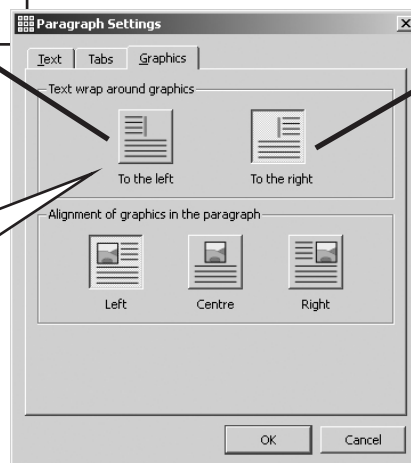 Paragraph Settings
Text Tabs Graphics
Text wrap around graphics
To the left To the right
Alignment of graphics in the paragraph
Left Centre Right
OK Cancel